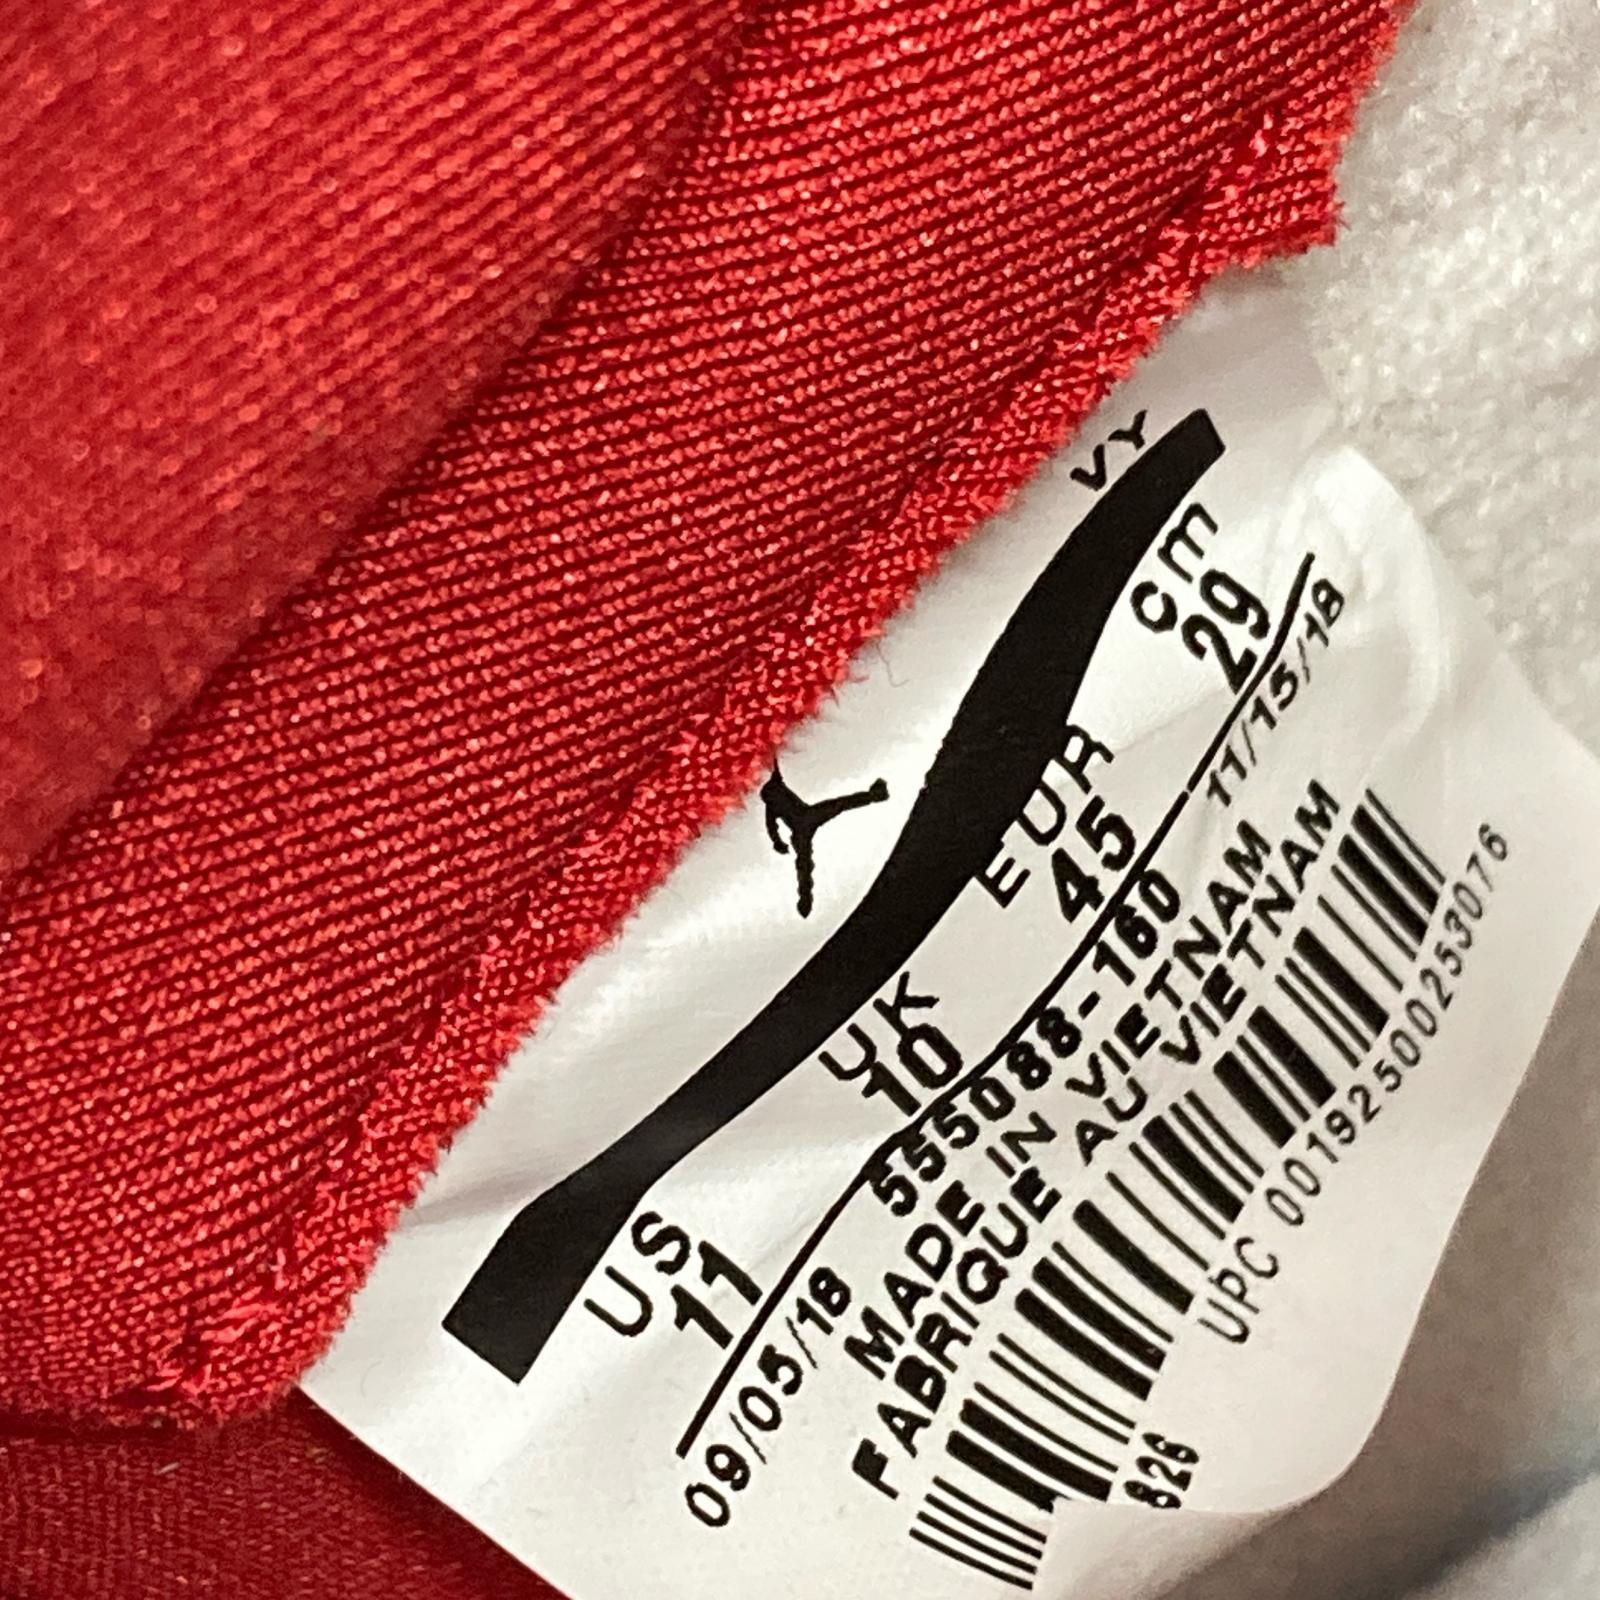 VY
US UK EUR cm
11 10 45 29
09/05/18 11/15/18
555088-160
MADE IN VIETNAM
FABRIQUE AU VIETNAM
UPC 00192500253076
826